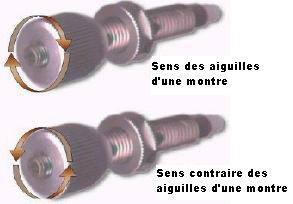 Sens des aiguilles
d'une montre
Sens contraire des
aiguilles d'une montre